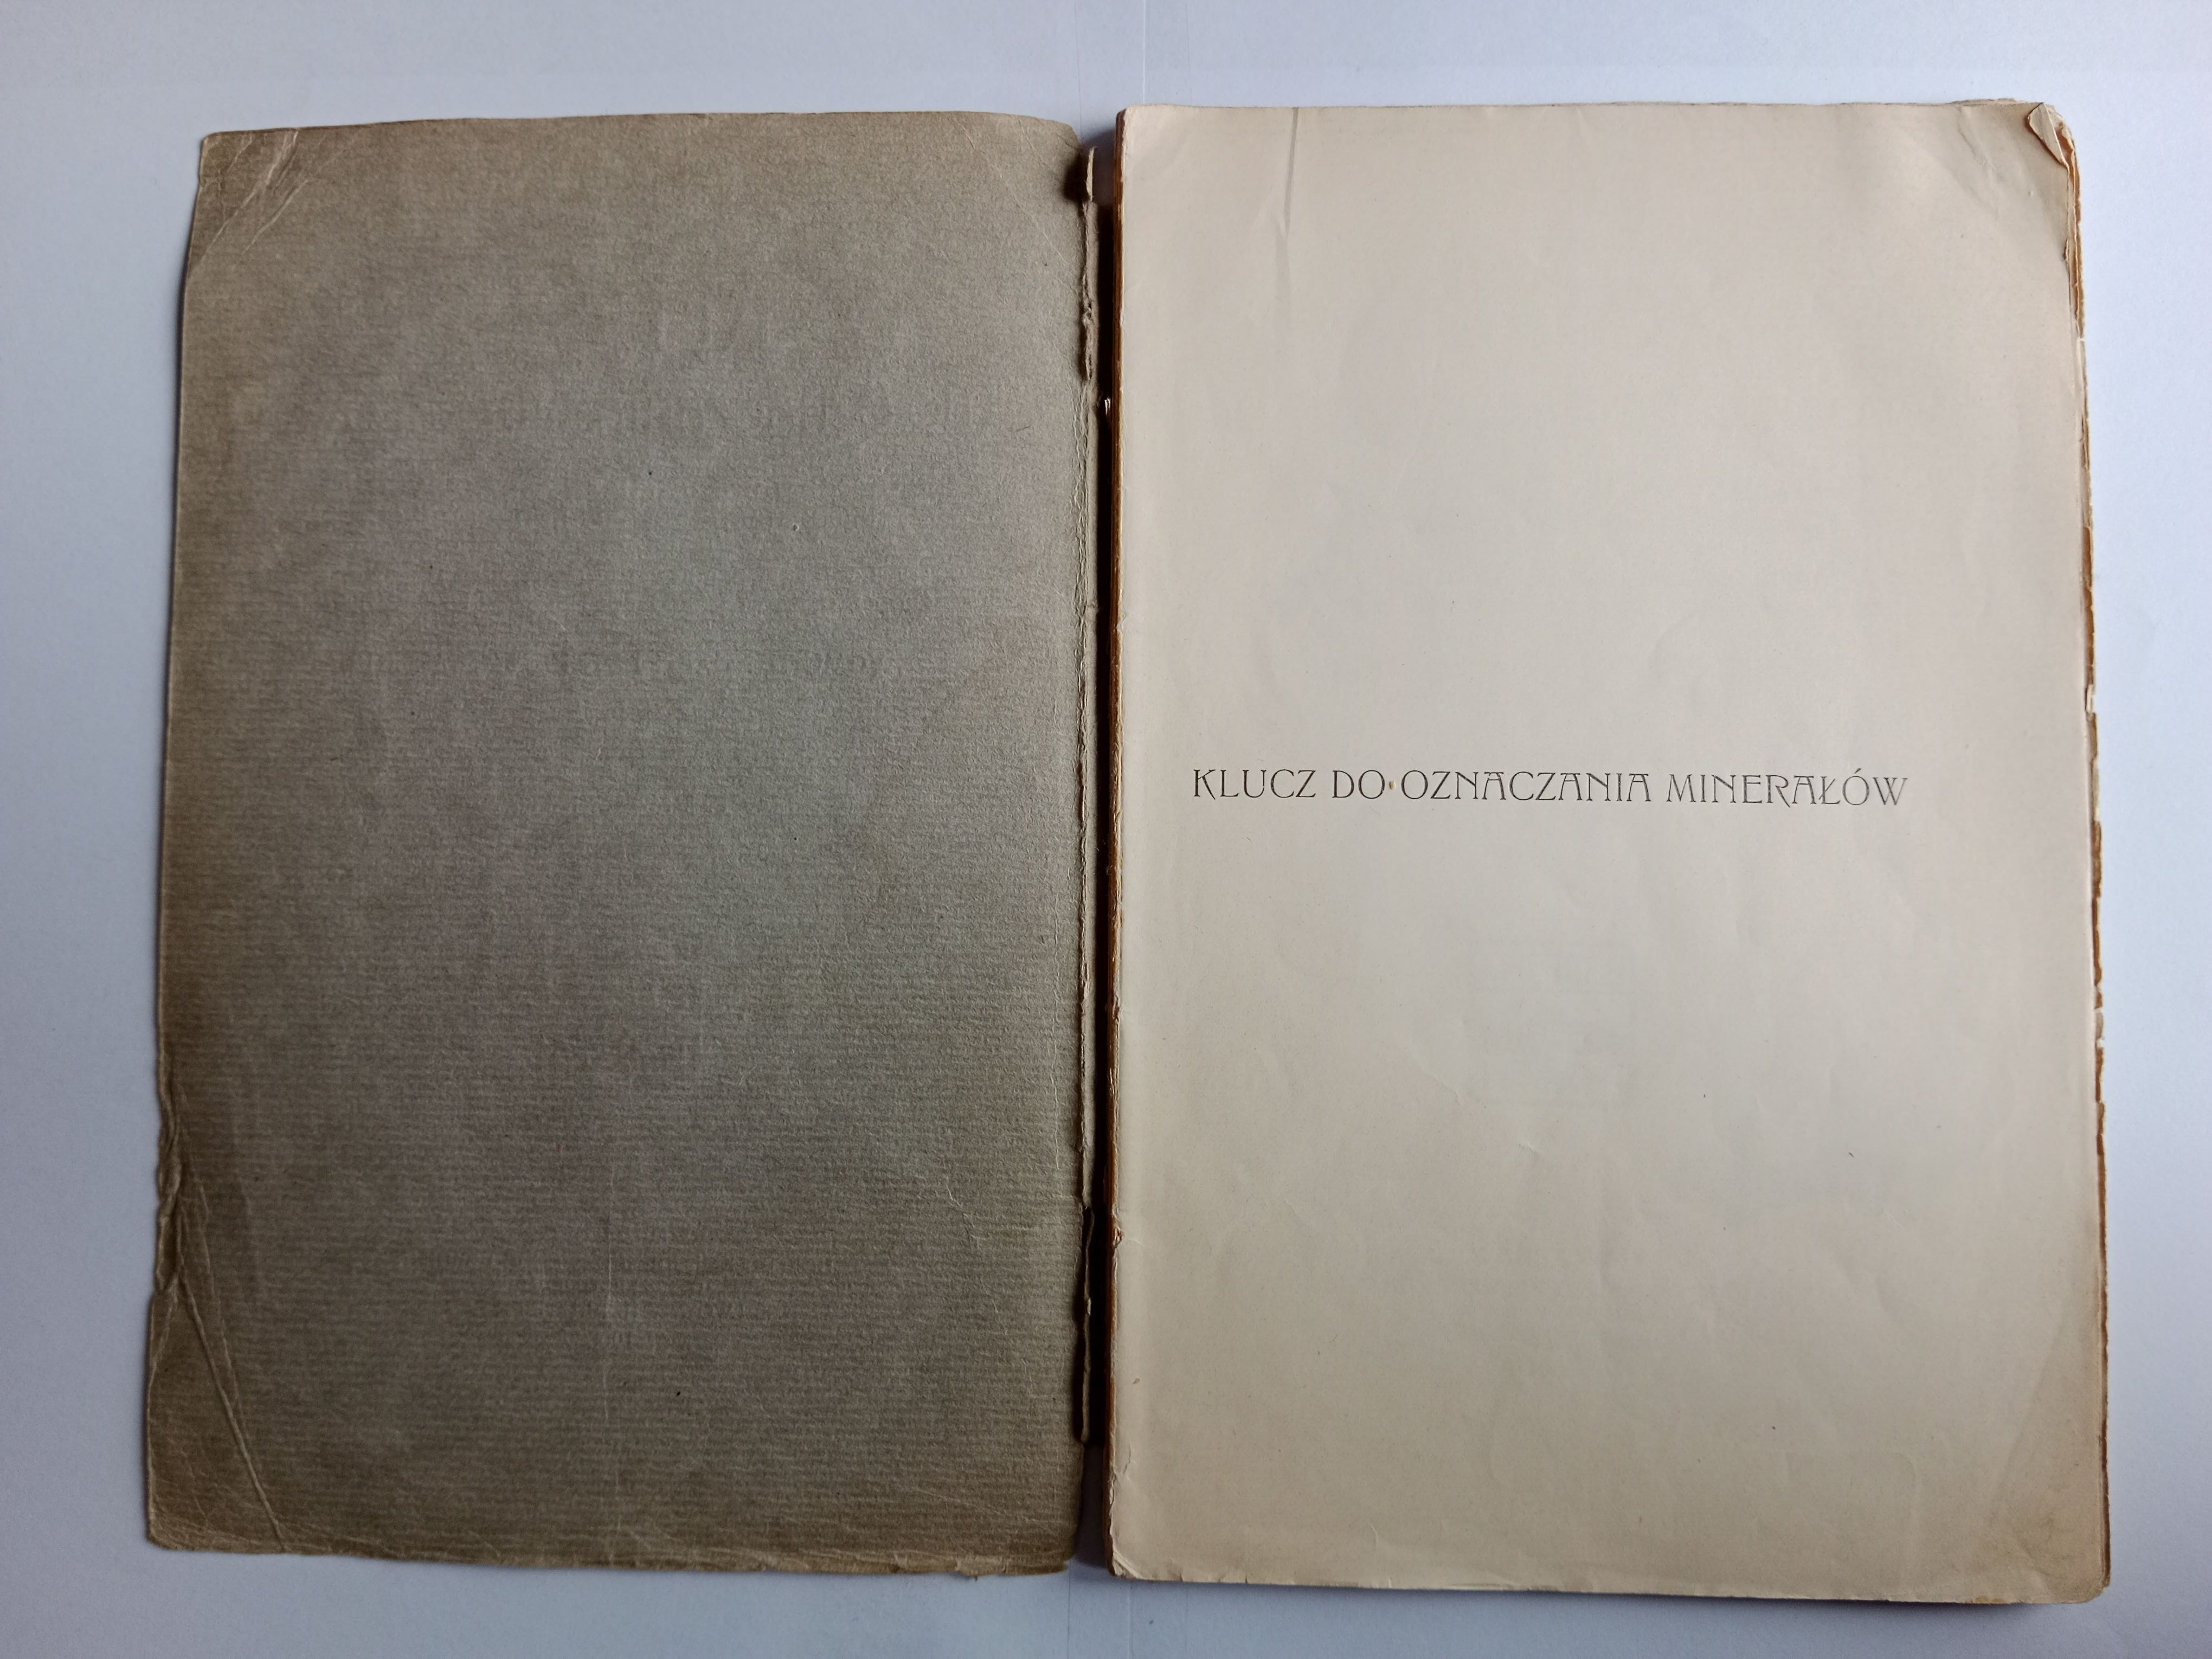 KLUCZ DO OZNACZANIA MINERAŁÓW